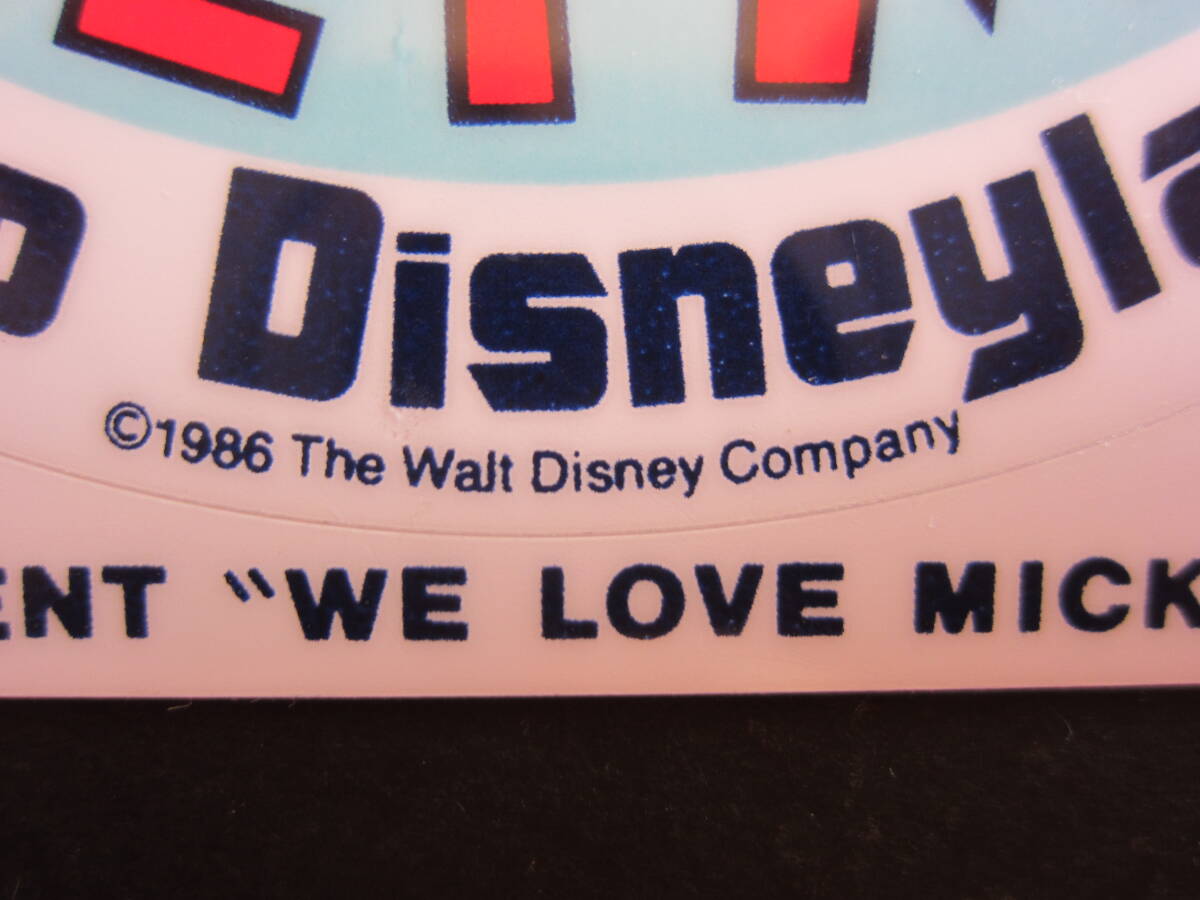 o Disneyla
©1986 The Walt Disney Company
ENT "WE LOVE MICK